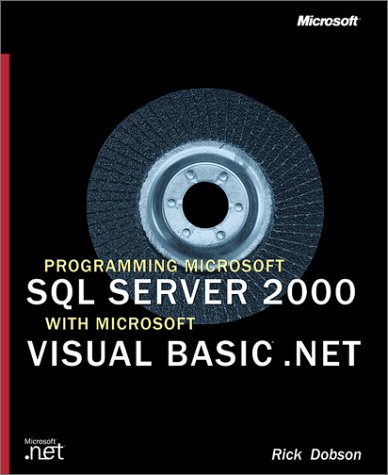 Microsoft
PROGRAMMING MICROSOFT
SQL SERVER 2000
WITH MICROSOFT
VISUAL BASIC .NET
Microsoft
.net
Rick Dobson